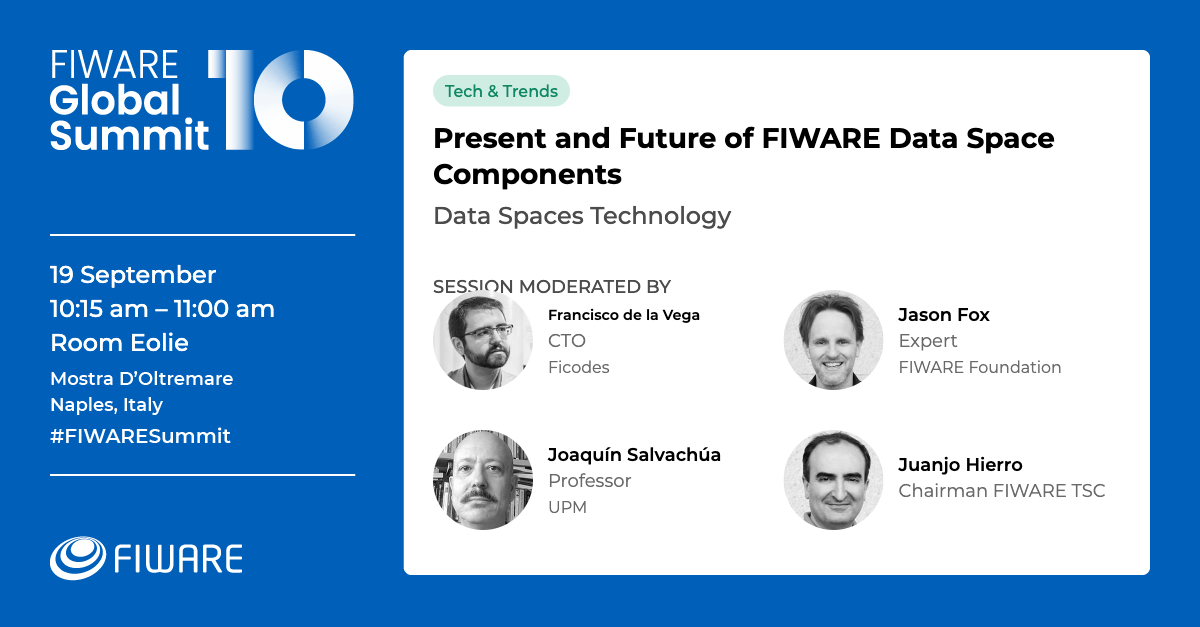 FIWARE
Global
Summit
10
19 September
10:15 am – 11:00 am
Room Eolie
Mostra D'Oltremare
Naples, Italy
#FIWARESummit
FIWARE
Tech & Trends
Present and Future of FIWARE Data Space
Components
Data Spaces Technology
SESSION MODERATED BY
Francisco de la Vega
CTO
Ficodes
Jason Fox
Expert
FIWARE Foundation
Joaquín Salvachúa
Professor
UPM
Juanjo Hierro
Chairman FIWARE TSC